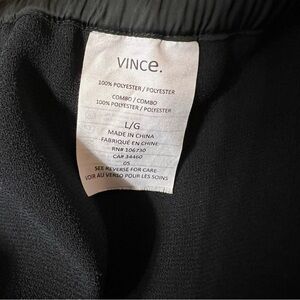 VINCe.
100% POLYESTER / POLYESTER
COMBO / COMBO
100% POLYESTER / POLYESTER
L/G
MADE IN CHINA
FABRIQUÉ EN CHINE
RN# 106730
CA# 34460
05
SEE REVERSE FOR CARE
VOIR AU VERSO POUR LES SOINS